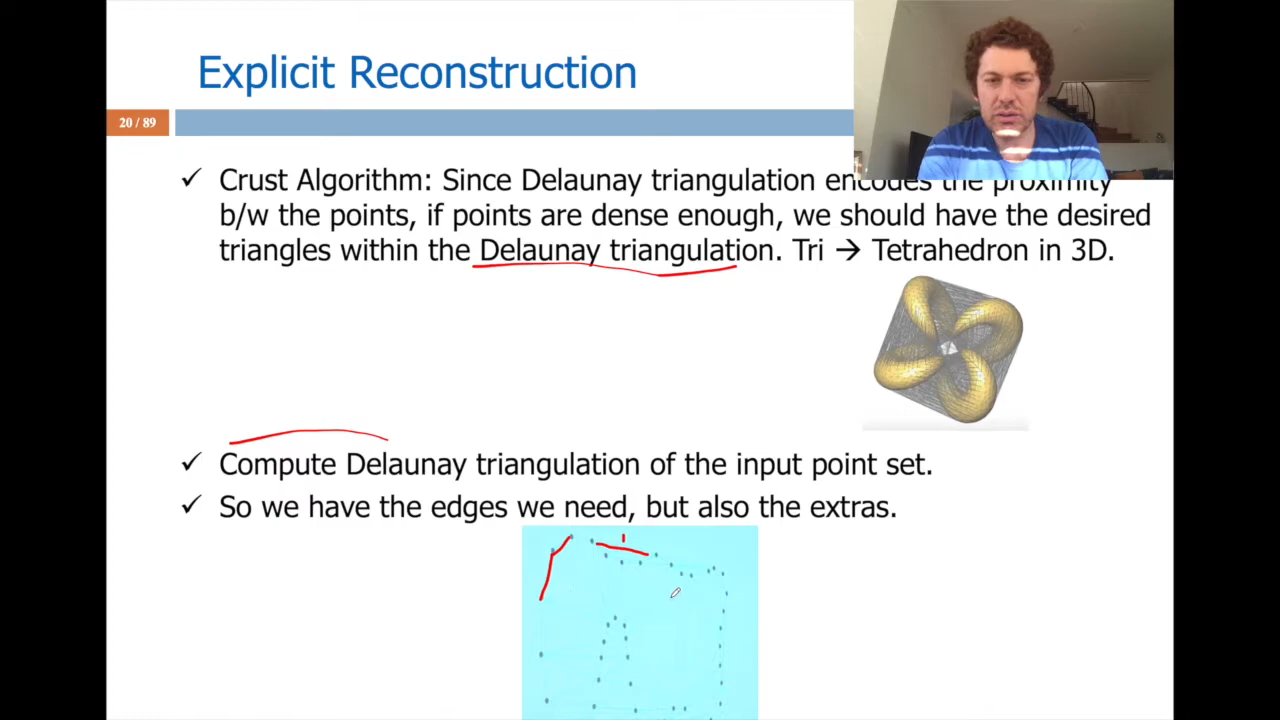 Explicit Reconstruction
20 / 89
✓ Crust Algorithm: Since Delaunay triangulation encodes the proximity
b/w the points, if points are dense enough, we should have the desired
triangles within the Delaunay triangulation. Tri → Tetrahedron in 3D.
✓ Compute Delaunay triangulation of the input point set.
✓ So we have the edges we need, but also the extras.